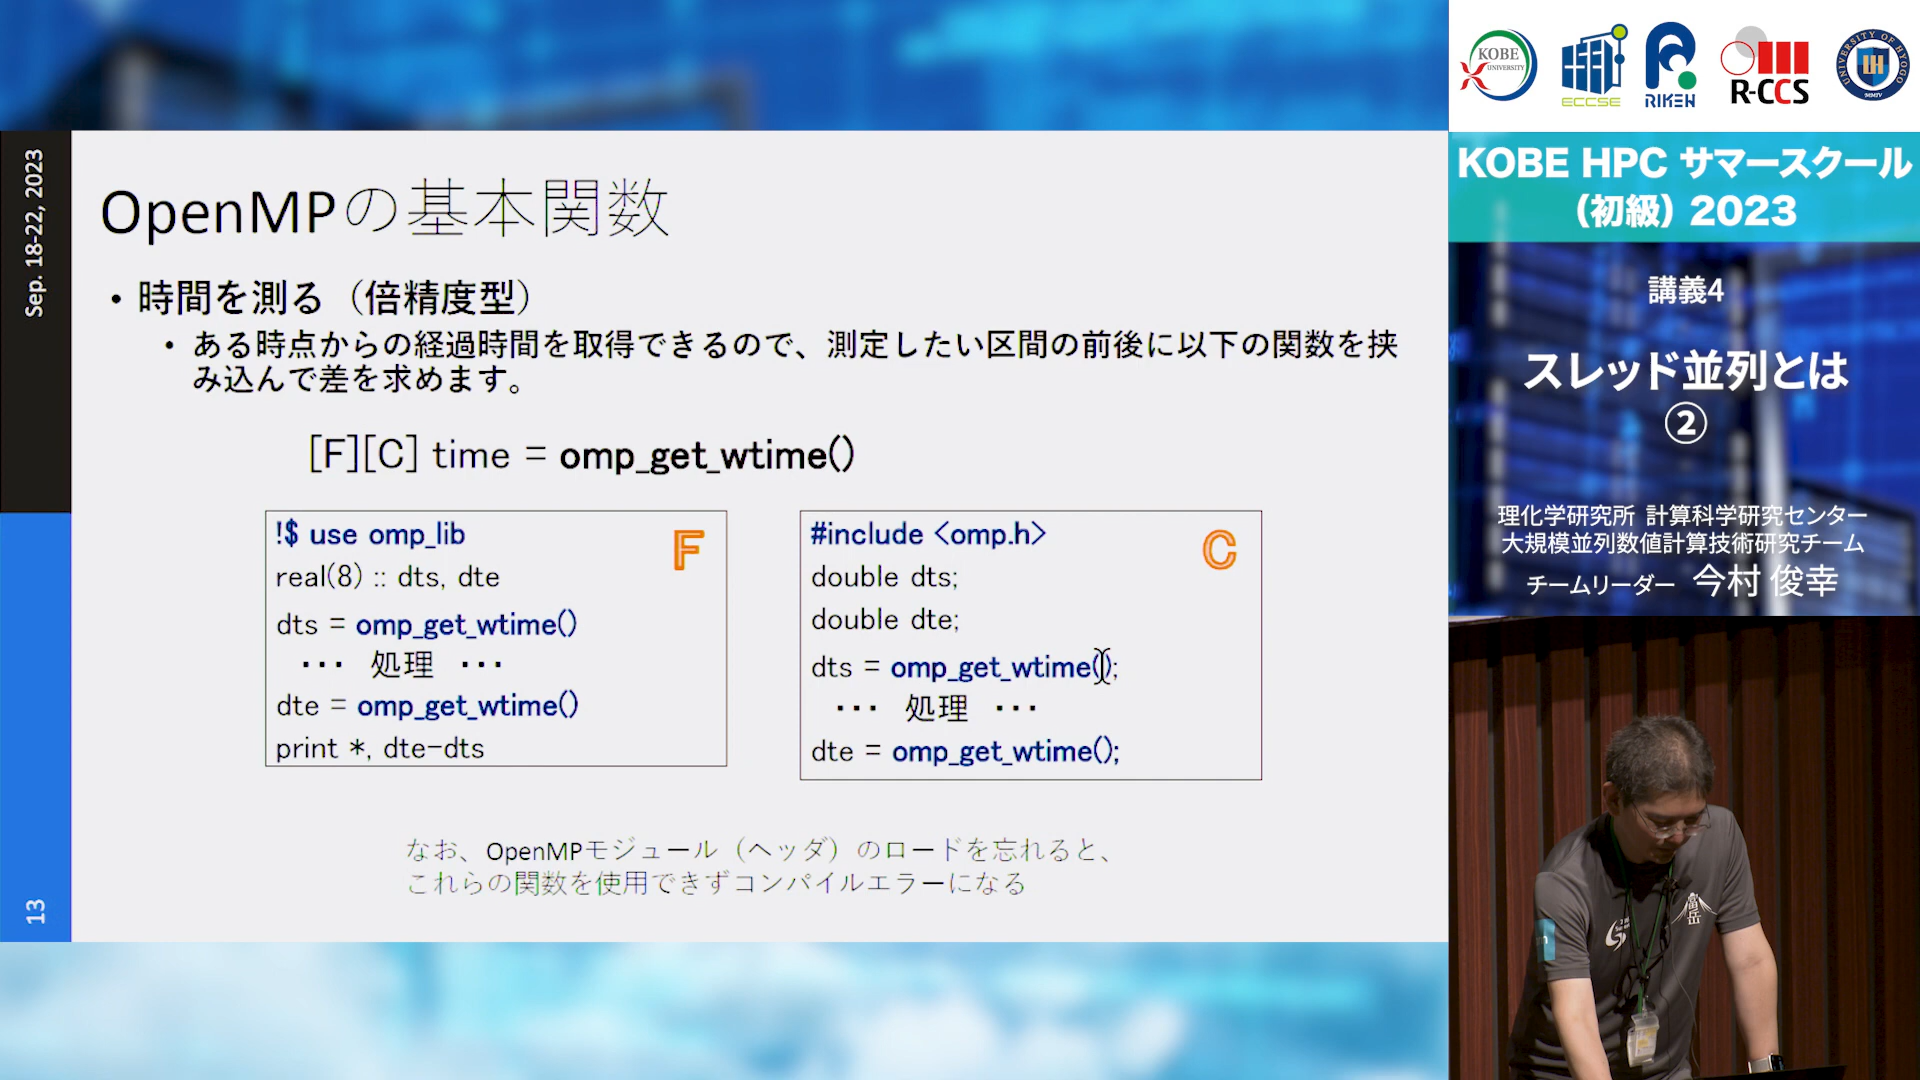 Sep. 18-22, 2023
13
OpenMPの基本関数
• 時間を測る（倍精度型）
• ある時点からの経過時間を取得できるので、測定したい区間の前後に以下の関数を挟
み込んで差を求めます。
[F][C] time = omp_get_wtime()
F
!$ use omp_lib
real(8) :: dts, dte
dts = omp_get_wtime()
・・・ 処理 ・・・
dte = omp_get_wtime()
print *, dte-dts
C
#include <omp.h>
double dts;
double dte;
dts = omp_get_wtime();
・・・ 処理 ・・・
dte = omp_get_wtime();
なお、OpenMPモジュール（ヘッダ）のロードを忘れると、
これらの関数を使用できずコンパイルエラーになる
KOBE UNIVERSITY
ECCSE
RIKEN
R-CCS
UNIVERSITY OF HYOGO
KOBE HPC サマースクール
（初級）2023
講義4
スレッド並列とは
②
理化学研究所 計算科学研究センター
大規模並列数値計算技術研究チーム
チームリーダー 今村 俊幸
富岳